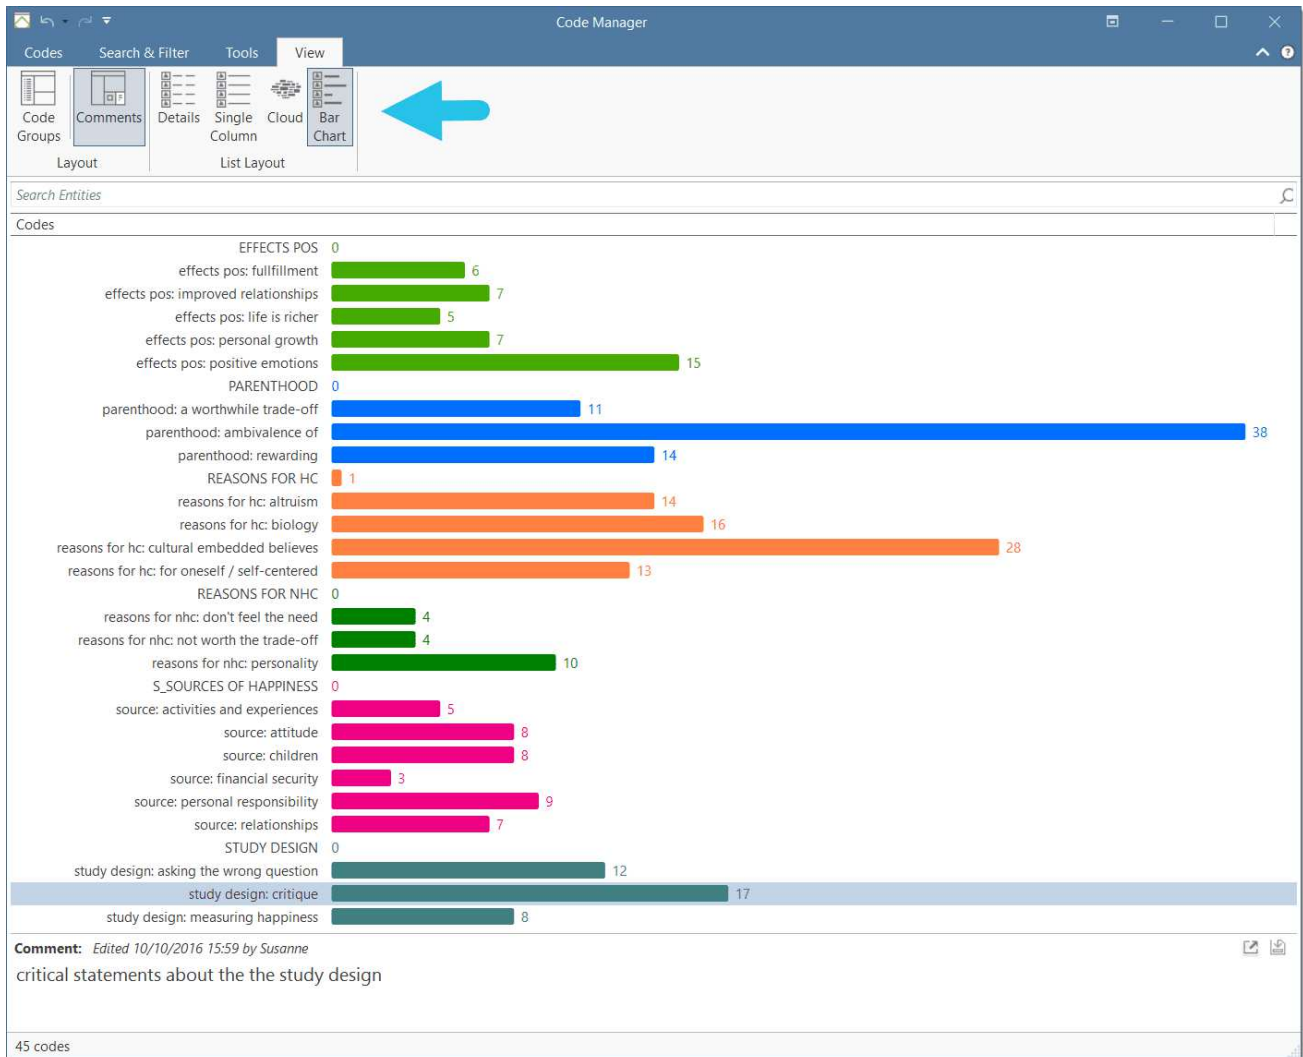 Code Manager
Codes Search & Filter Tools View
Code Groups Comments Details Single Column Cloud Bar Chart
Layout List Layout
Search Entities
Codes
EFFECTS POS 0
effects pos: fullfillment 6
effects pos: improved relationships 7
effects pos: life is richer 5
effects pos: personal growth 7
effects pos: positive emotions 15
PARENTHOOD 0
parenthood: a worthwhile trade-off 11
parenthood: ambivalence of 38
parenthood: rewarding 14
REASONS FOR HC 1
reasons for hc: altruism 14
reasons for hc: biology 16
reasons for hc: cultural embedded believes 28
reasons for hc: for oneself / self-centered 13
REASONS FOR NHC 0
reasons for nhc: don't feel the need 4
reasons for nhc: not worth the trade-off 4
reasons for nhc: personality 10
S_SOURCES OF HAPPINESS 0
source: activities and experiences 5
source: attitude 8
source: children 8
source: financial security 3
source: personal responsibility 9
source: relationships 7
STUDY DESIGN 0
study design: asking the wrong question 12
study design: critique 17
study design: measuring happiness 8
Comment: Edited 10/10/2016 15:59 by Susanne
critical statements about the the study design
45 codes